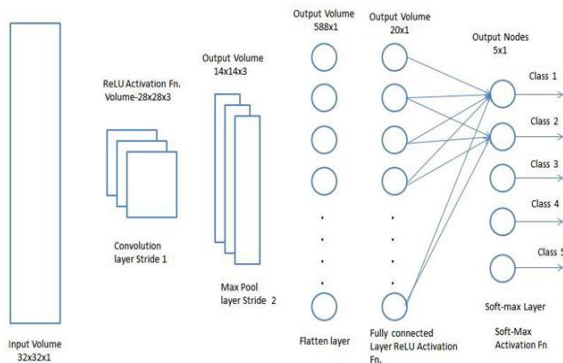 Output Volume
588x1
Output Volume
20x1
Output Nodes
5x1
Output Volume
14x14x3
ReLU Activation Fn.
Volume-28x28x3
Class 1
Class 2
Class 3
Class 4
Class 5
Convolution
layer Stride 1
Max Pool
layer Stride 2
Input Volume
32x32x1
Flatten layer
Fully connected
Layer ReLU Activation
Fn.
Soft-max Layer
Soft-Max
Activation Fn